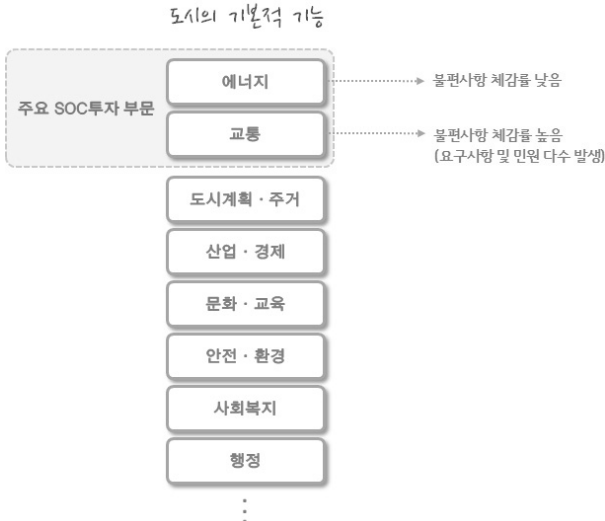 도시의 기본적 기능
주요 SOC투자 부문
에너지
불편사항 체감률 낮음
교통
불편사항 체감률 높음
(요구사항 및 민원 다수 발생)
도시계획 · 주거
산업 · 경제
문화 · 교육
안전 · 환경
사회복지
행정